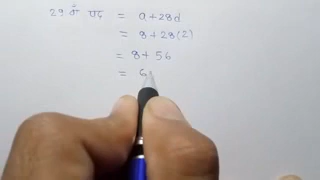 29 वें पद = a+28d
= 8+28(2)
= 8+56
= 6